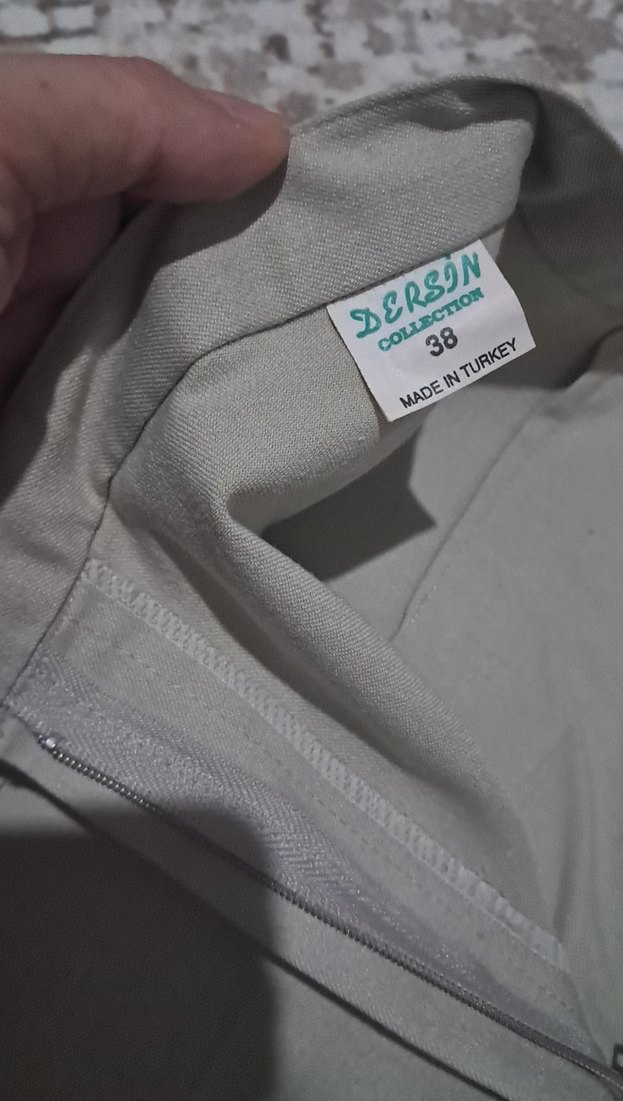 DERSİN
COLLECTION
38
MADE IN TURKEY